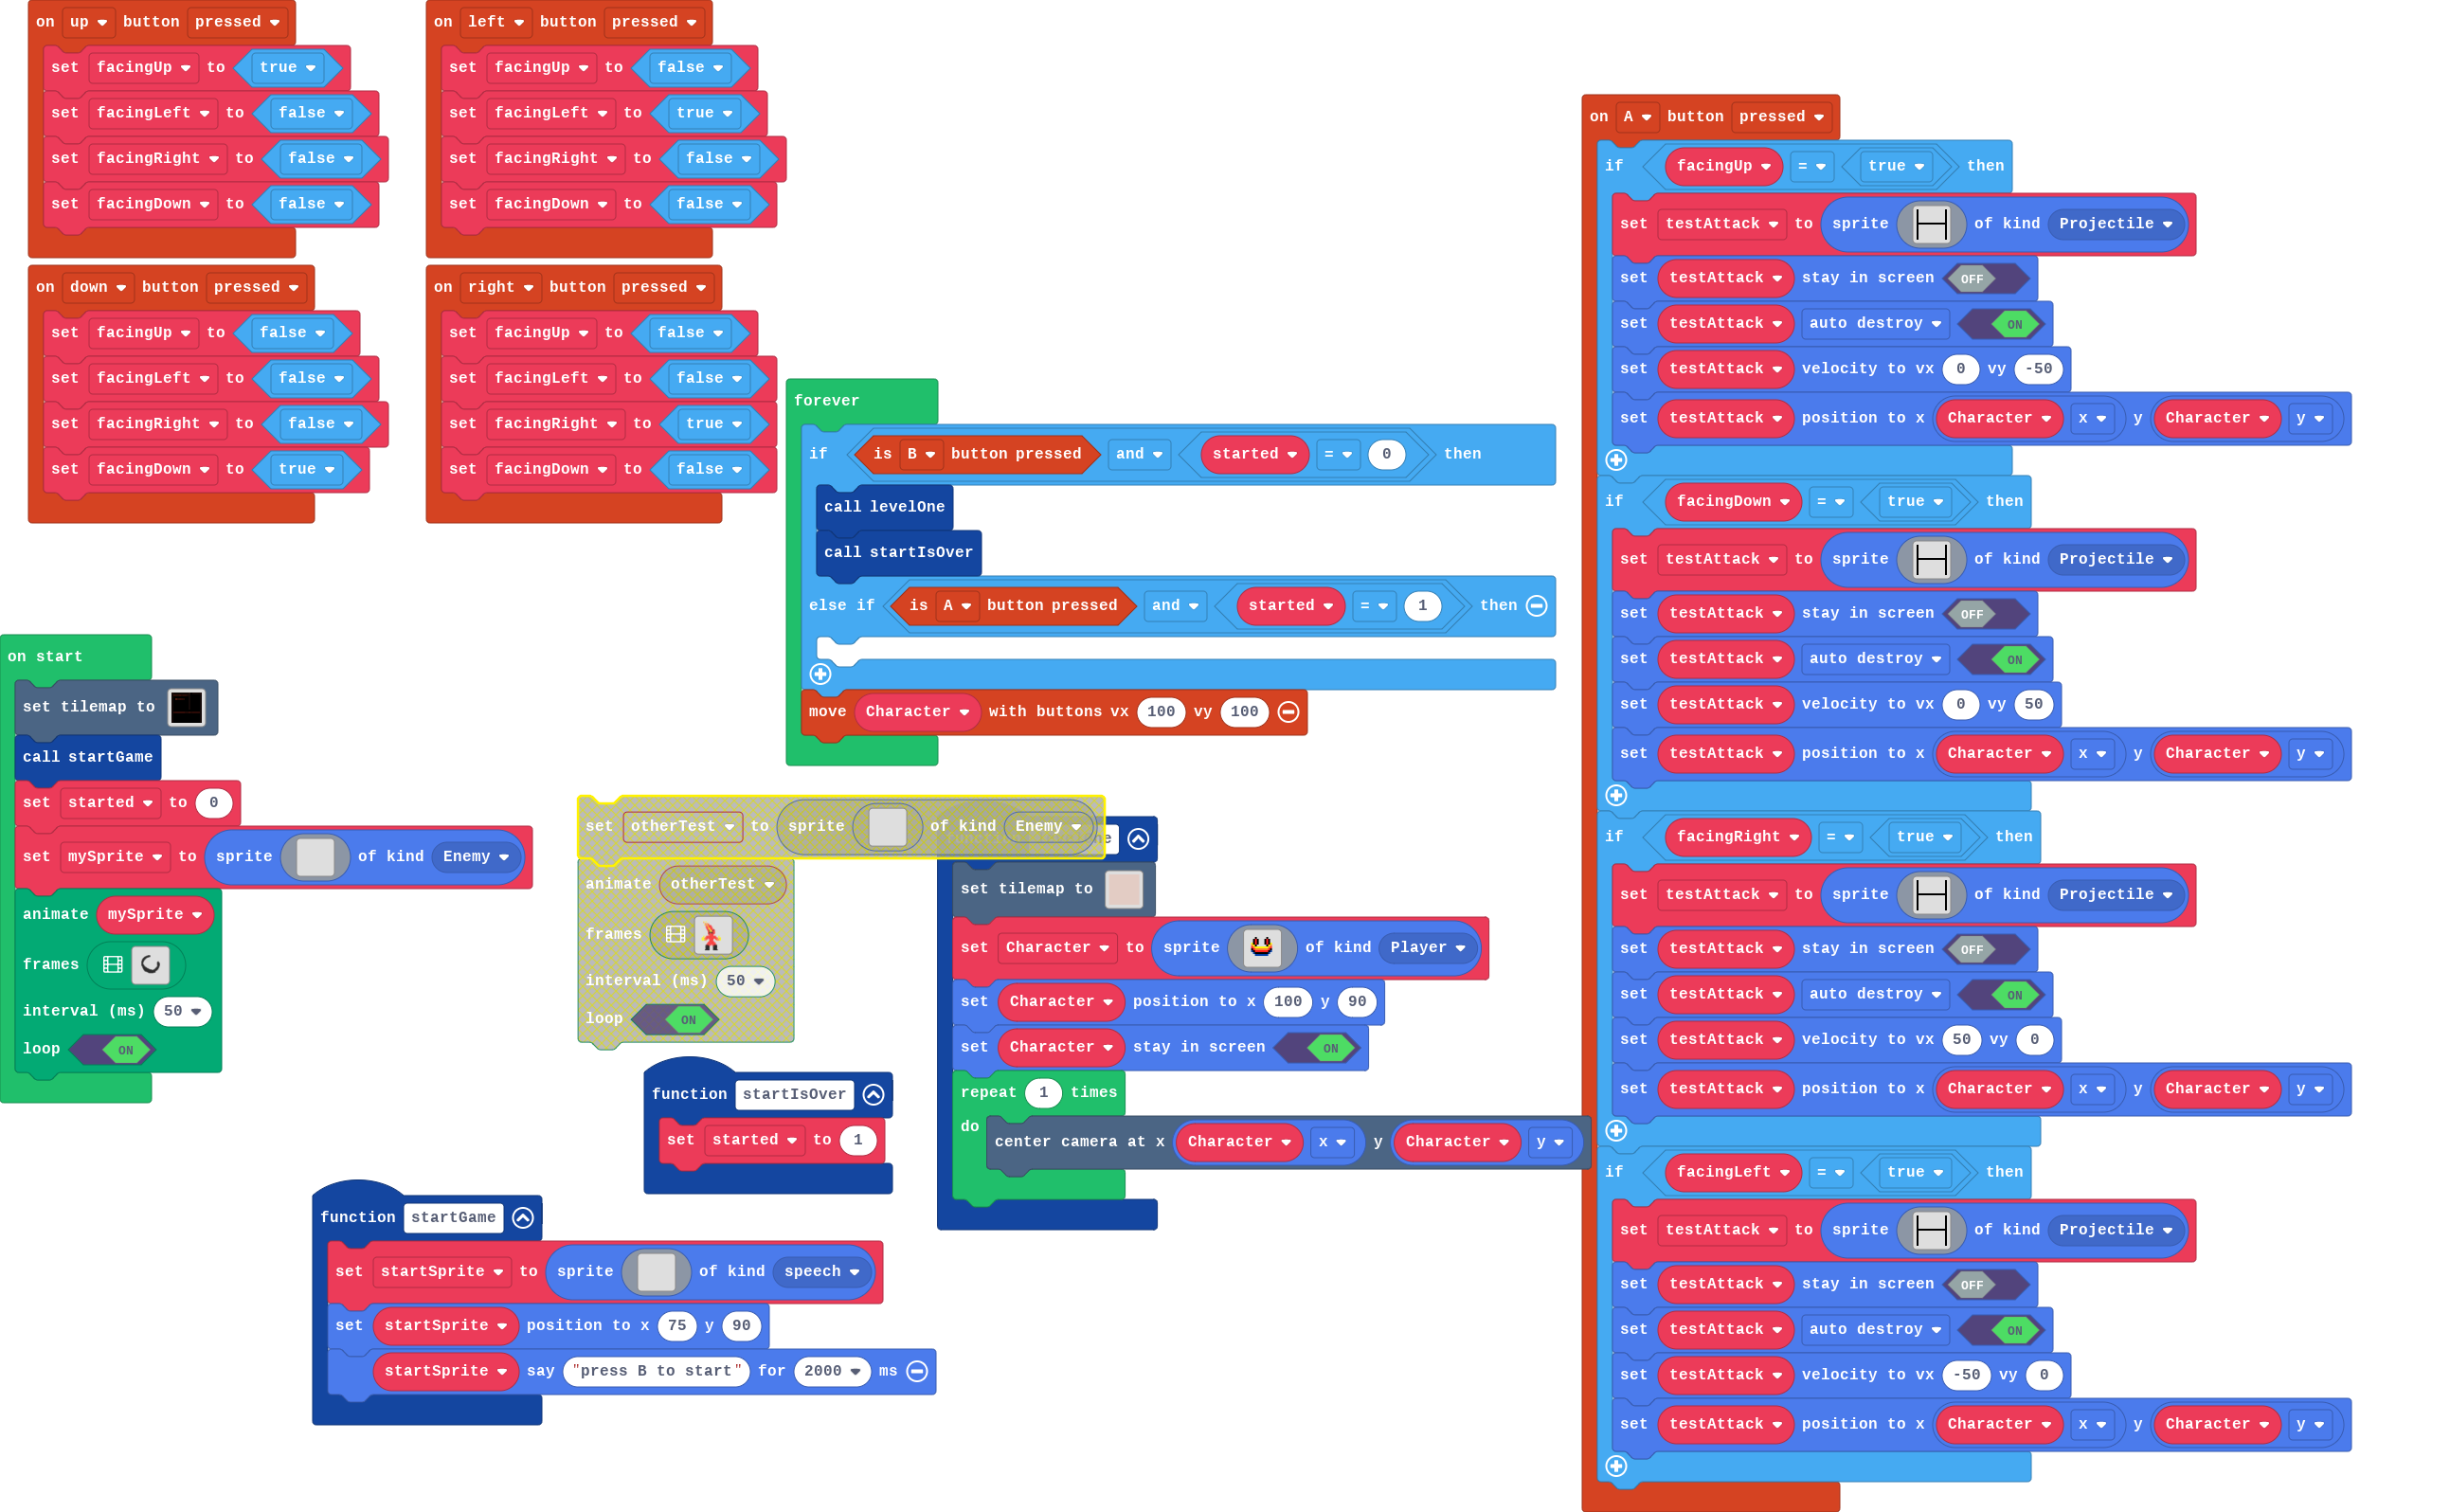 on up button pressed
set facingUp to true
set facingLeft to false
set facingRight to false
set facingDown to false
on left button pressed
set facingUp to false
set facingLeft to true
set facingRight to false
set facingDown to false
on down button pressed
set facingUp to false
set facingLeft to false
set facingRight to false
set facingDown to true
on right button pressed
set facingUp to false
set facingLeft to false
set facingRight to true
set facingDown to false
forever
if is B button pressed and started = 0 then
call levelOne
call startIsOver
else if is A button pressed and started = 1 then
move Character with buttons vx 100 vy 100
on start
set tilemap to
call startGame
set started to 0
set mySprite to sprite of kind Enemy
animate mySprite
frames
interval (ms) 50
loop ON
set otherTest to sprite of kind Enemy
animate otherTest
frames
interval (ms) 50
loop ON
set tilemap to
set Character to sprite of kind Player
set Character position to x 100 y 90
set Character stay in screen ON
repeat 1 times
do center camera at x Character x y Character y
function startIsOver
set started to 1
function startGame
set startSprite to sprite of kind speech
set startSprite position to x 75 y 90
startSprite say "press B to start" for 2000 ms
on A button pressed
if facingUp = true then
set testAttack to sprite of kind Projectile
set testAttack stay in screen OFF
set testAttack auto destroy ON
set testAttack velocity to vx 0 vy -50
set testAttack position to x Character x y Character y
if facingDown = true then
set testAttack to sprite of kind Projectile
set testAttack stay in screen OFF
set testAttack auto destroy ON
set testAttack velocity to vx 0 vy 50
set testAttack position to x Character x y Character y
if facingRight = true then
set testAttack to sprite of kind Projectile
set testAttack stay in screen OFF
set testAttack auto destroy ON
set testAttack velocity to vx 50 vy 0
set testAttack position to x Character x y Character y
if facingLeft = true then
set testAttack to sprite of kind Projectile
set testAttack stay in screen OFF
set testAttack auto destroy ON
set testAttack velocity to vx -50 vy 0
set testAttack position to x Character x y Character y